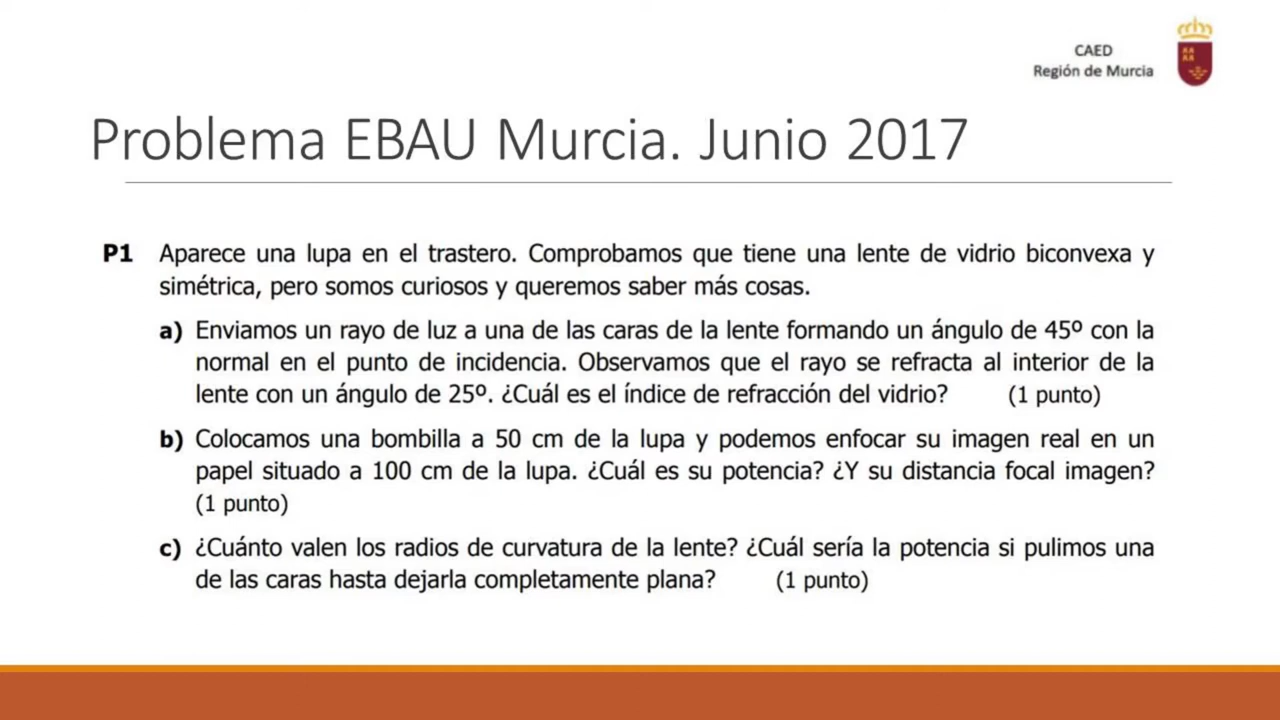 CAED
Región de Murcia
Problema EBAU Murcia. Junio 2017
P1 Aparece una lupa en el trastero. Comprobamos que tiene una lente de vidrio biconvexa y
simétrica, pero somos curiosos y queremos saber más cosas.
a) Enviamos un rayo de luz a una de las caras de la lente formando un ángulo de 45º con la
normal en el punto de incidencia. Observamos que el rayo se refracta al interior de la
lente con un ángulo de 25º. ¿Cuál es el índice de refracción del vidrio? (1 punto)
b) Colocamos una bombilla a 50 cm de la lupa y podemos enfocar su imagen real en un
papel situado a 100 cm de la lupa. ¿Cuál es su potencia? ¿Y su distancia focal imagen?
(1 punto)
c) ¿Cuánto valen los radios de curvatura de la lente? ¿Cuál sería la potencia si pulimos una
de las caras hasta dejarla completamente plana? (1 punto)